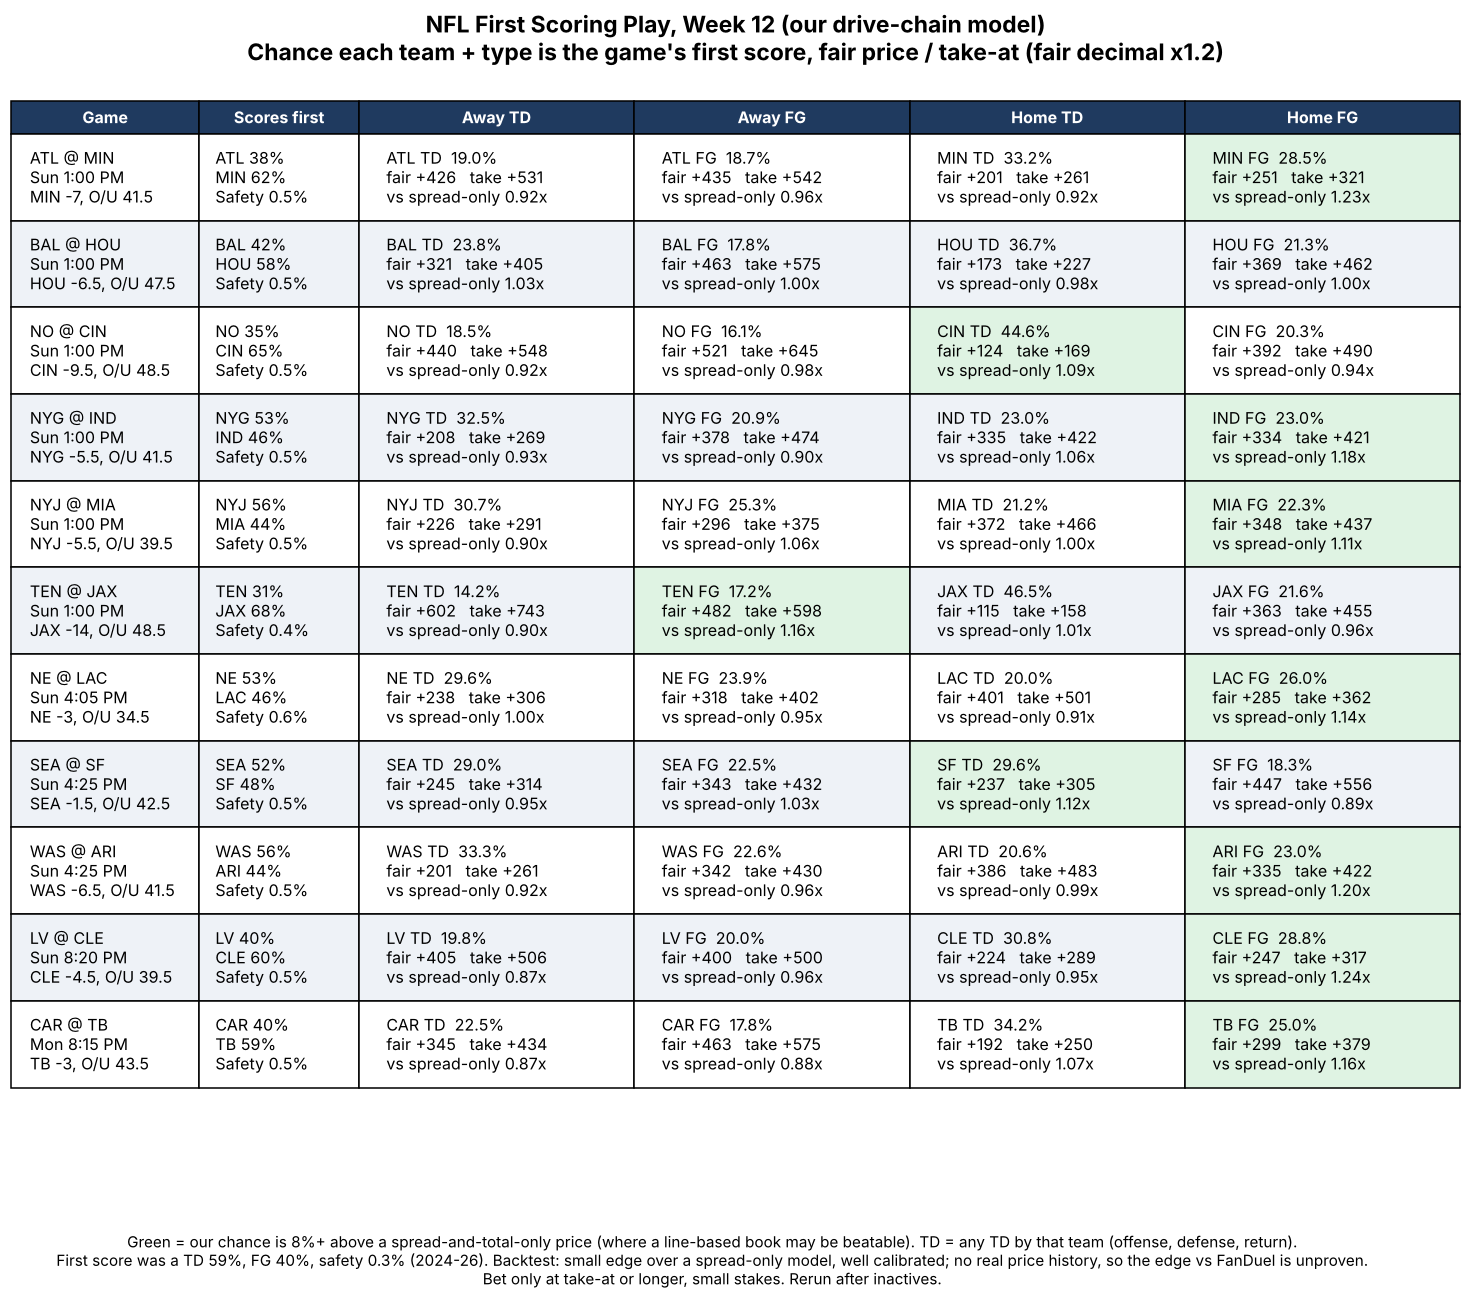 NFL First Scoring Play, Week 12 (our drive-chain model)
Chance each team + type is the game's first score, fair price / take-at (fair decimal x1.2)
Game
Scores first
Away TD
Away FG
Home TD
Home FG
ATL @ MIN
Sun 1:00 PM
MIN -7, O/U 41.5
ATL 38%
MIN 62%
Safety 0.5%
ATL TD 19.0%
fair +426 take +531
vs spread-only 0.92x
ATL FG 18.7%
fair +435 take +542
vs spread-only 0.96x
MIN TD 33.2%
fair +201 take +261
vs spread-only 0.92x
MIN FG 28.5%
fair +251 take +321
vs spread-only 1.23x
BAL @ HOU
Sun 1:00 PM
HOU -6.5, O/U 47.5
BAL 42%
HOU 58%
Safety 0.5%
BAL TD 23.8%
fair +321 take +405
vs spread-only 1.03x
BAL FG 17.8%
fair +463 take +575
vs spread-only 1.00x
HOU TD 36.7%
fair +173 take +227
vs spread-only 0.98x
HOU FG 21.3%
fair +369 take +462
vs spread-only 1.00x
NO @ CIN
Sun 1:00 PM
CIN -9.5, O/U 48.5
NO 35%
CIN 65%
Safety 0.5%
NO TD 18.5%
fair +440 take +548
vs spread-only 0.92x
NO FG 16.1%
fair +521 take +645
vs spread-only 0.98x
CIN TD 44.6%
fair +124 take +169
vs spread-only 1.09x
CIN FG 20.3%
fair +392 take +490
vs spread-only 0.94x
NYG @ IND
Sun 1:00 PM
NYG -5.5, O/U 41.5
NYG 53%
IND 46%
Safety 0.5%
NYG TD 32.5%
fair +208 take +269
vs spread-only 0.93x
NYG FG 20.9%
fair +378 take +474
vs spread-only 0.90x
IND TD 23.0%
fair +335 take +422
vs spread-only 1.06x
IND FG 23.0%
fair +334 take +421
vs spread-only 1.18x
NYJ @ MIA
Sun 1:00 PM
NYJ -5.5, O/U 39.5
NYJ 56%
MIA 44%
Safety 0.5%
NYJ TD 30.7%
fair +226 take +291
vs spread-only 0.90x
NYJ FG 25.3%
fair +296 take +375
vs spread-only 1.06x
MIA TD 21.2%
fair +372 take +466
vs spread-only 1.00x
MIA FG 22.3%
fair +348 take +437
vs spread-only 1.11x
TEN @ JAX
Sun 1:00 PM
JAX -14, O/U 48.5
TEN 31%
JAX 68%
Safety 0.4%
TEN TD 14.2%
fair +602 take +743
vs spread-only 0.90x
TEN FG 17.2%
fair +482 take +598
vs spread-only 1.16x
JAX TD 46.5%
fair +115 take +158
vs spread-only 1.01x
JAX FG 21.6%
fair +363 take +455
vs spread-only 0.96x
NE @ LAC
Sun 4:05 PM
NE -3, O/U 34.5
NE 53%
LAC 46%
Safety 0.6%
NE TD 29.6%
fair +238 take +306
vs spread-only 1.00x
NE FG 23.9%
fair +318 take +402
vs spread-only 0.95x
LAC TD 20.0%
fair +401 take +501
vs spread-only 0.91x
LAC FG 26.0%
fair +285 take +362
vs spread-only 1.14x
SEA @ SF
Sun 4:25 PM
SEA -1.5, O/U 42.5
SEA 52%
SF 48%
Safety 0.5%
SEA TD 29.0%
fair +245 take +314
vs spread-only 0.95x
SEA FG 22.5%
fair +343 take +432
vs spread-only 1.03x
SF TD 29.6%
fair +237 take +305
vs spread-only 1.12x
SF FG 18.3%
fair +447 take +556
vs spread-only 0.89x
WAS @ ARI
Sun 4:25 PM
WAS -6.5, O/U 41.5
WAS 56%
ARI 44%
Safety 0.5%
WAS TD 33.3%
fair +201 take +261
vs spread-only 0.92x
WAS FG 22.6%
fair +342 take +430
vs spread-only 0.96x
ARI TD 20.6%
fair +386 take +483
vs spread-only 0.99x
ARI FG 23.0%
fair +335 take +422
vs spread-only 1.20x
LV @ CLE
Sun 8:20 PM
CLE -4.5, O/U 39.5
LV 40%
CLE 60%
Safety 0.5%
LV TD 19.8%
fair +405 take +506
vs spread-only 0.87x
LV FG 20.0%
fair +400 take +500
vs spread-only 0.96x
CLE TD 30.8%
fair +224 take +289
vs spread-only 0.95x
CLE FG 28.8%
fair +247 take +317
vs spread-only 1.24x
CAR @ TB
Mon 8:15 PM
TB -3, O/U 43.5
CAR 40%
TB 59%
Safety 0.5%
CAR TD 22.5%
fair +345 take +434
vs spread-only 0.87x
CAR FG 17.8%
fair +463 take +575
vs spread-only 0.88x
TB TD 34.2%
fair +192 take +250
vs spread-only 1.07x
TB FG 25.0%
fair +299 take +379
vs spread-only 1.16x
Green = our chance is 8%+ above a spread-and-total-only price (where a line-based book may be beatable). TD = any TD by that team (offense, defense, return).
First score was a TD 59%, FG 40%, safety 0.3% (2024-26). Backtest: small edge over a spread-only model, well calibrated; no real price history, so the edge vs FanDuel is unproven.
Bet only at take-at or longer, small stakes. Rerun after inactives.